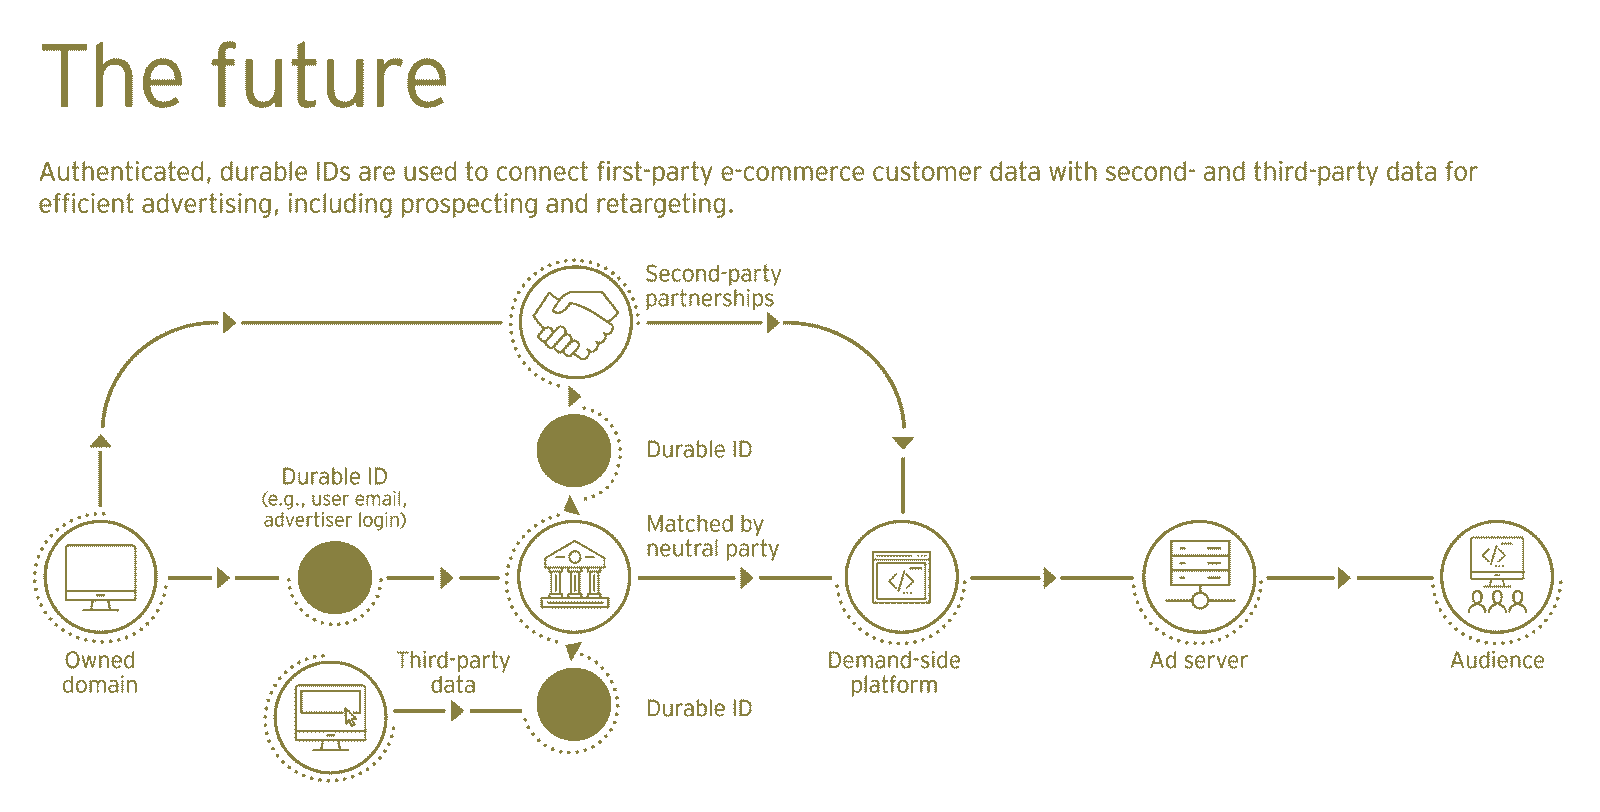 The future
Authenticated, durable IDs are used to connect first-party e-commerce customer data with second- and third-party data for
efficient advertising, including prospecting and retargeting.
Second-party
partnerships
Durable ID
Durable ID
(e.g., user email,
advertiser login)
Matched by
neutral party
</>
</>
Owned
domain
Third-party
data
Durable ID
Demand-side
platform
Ad server
Audience